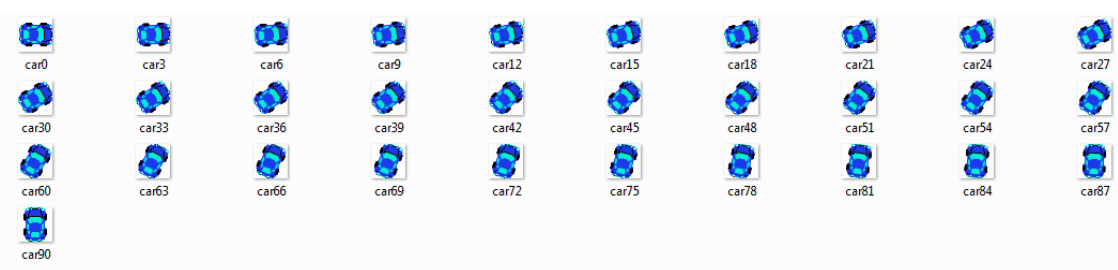 car0 car3 car6 car9 car12 car15 car18 car21 car24 car27
car30 car33 car36 car39 car42 car45 car48 car51 car54 car57
car60 car63 car66 car69 car72 car75 car78 car81 car84 car87
car90